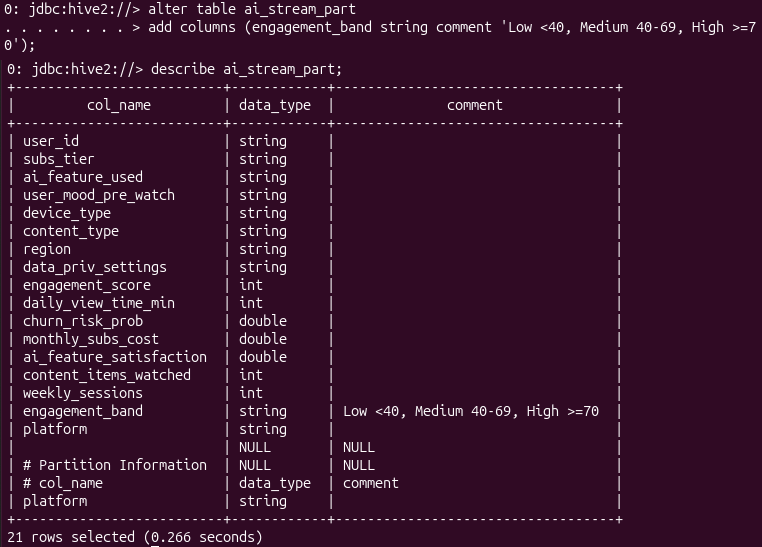 0: jdbc:hive2://> alter table ai_stream_part
. . . . . . . . > add columns (engagement_band string comment 'Low <40, Medium 40-69, High >=7
0');
0: jdbc:hive2://> describe ai_stream_part;
+--------------------------+------------+-----------------------------------+
|         col_name         | data_type  |              comment              |
+--------------------------+------------+-----------------------------------+
| user_id                  | string     |                                   |
| subs_tier                | string     |                                   |
| ai_feature_used          | string     |                                   |
| user_mood_pre_watch      | string     |                                   |
| device_type              | string     |                                   |
| content_type             | string     |                                   |
| region                   | string     |                                   |
| data_priv_settings       | string     |                                   |
| engagement_score         | int        |                                   |
| daily_view_time_min      | int        |                                   |
| churn_risk_prob          | double     |                                   |
| monthly_subs_cost        | double     |                                   |
| ai_feature_satisfaction  | double     |                                   |
| content_items_watched    | int        |                                   |
| weekly_sessions          | int        |                                   |
| engagement_band          | string     | Low <40, Medium 40-69, High >=70  |
| platform                 | string     |                                   |
|                          | NULL       | NULL                              |
| # Partition Information  | NULL       | NULL                              |
| # col_name               | data_type  | comment                           |
| platform                 | string     |                                   |
+--------------------------+------------+-----------------------------------+
21 rows selected (0.266 seconds)